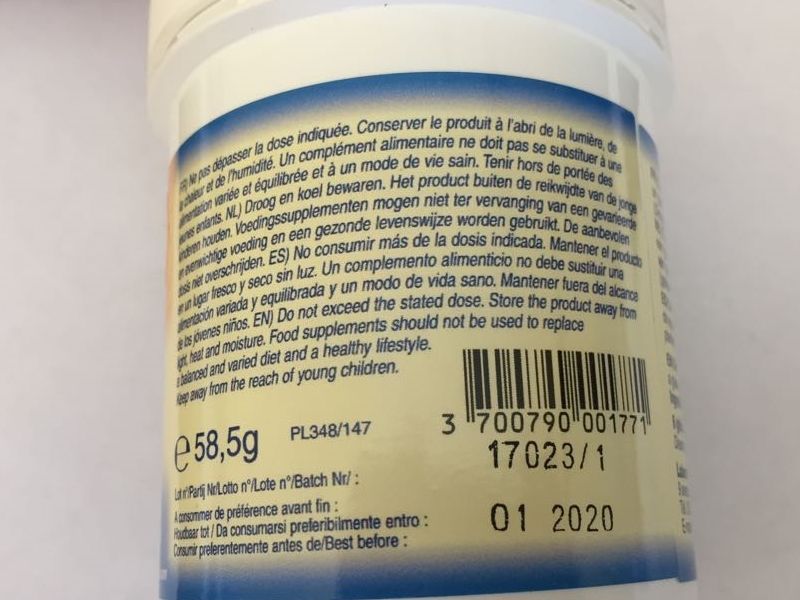 FR) Ne pas dépasser la dose indiquée. Conserver le produit à l'abri de la lumière, de
la chaleur et de l'humidité. Un complément alimentaire ne doit pas se substituer à une
alimentation variée et équilibrée et à un mode de vie sain. Tenir hors de portée des
jeunes enfants. NL) Droog en koel bewaren. Het product buiten de reikwijdte van de jonge
kinderen houden. Voedingssupplementen mogen niet ter vervanging van een gevarieerde
en evenwichtige voeding en een gezonde levenswijze worden gebruikt. De aanbevolen
dosis niet overschrijden. ES) No consumir más de la dosis indicada. Mantener el producto
en un lugar fresco y seco sin luz. Un complemento alimenticio no debe sustituir una
alimentación variada y equilibrada y un modo de vida sano. Mantener fuera del alcance
de los jóvenes niños. EN) Do not exceed the stated dose. Store the product away from
light, heat and moisture. Food supplements should not be used to replace
a balanced and varied diet and a healthy lifestyle.
Keep away from the reach of young children.
3 700790 001771
e 58,5g PL348/147
17023/1
Lot n°/Partij Nr/Lotto n°/Lote n°/Batch Nr/ :
A consommer de préférence avant fin :
Houdbaar tot / Da consumarsi preferibilmente entro :
Consumir preferentemente antes de/Best before :
01 2020